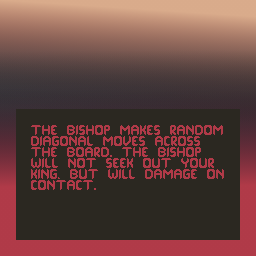 THE BISHOP MAKES RANDOM
DIAGONAL MOVES ACROSS
THE BOARD. THE BISHOP
WILL NOT SEEK OUT YOUR
KING, BUT WILL DAMAGE ON
CONTACT.